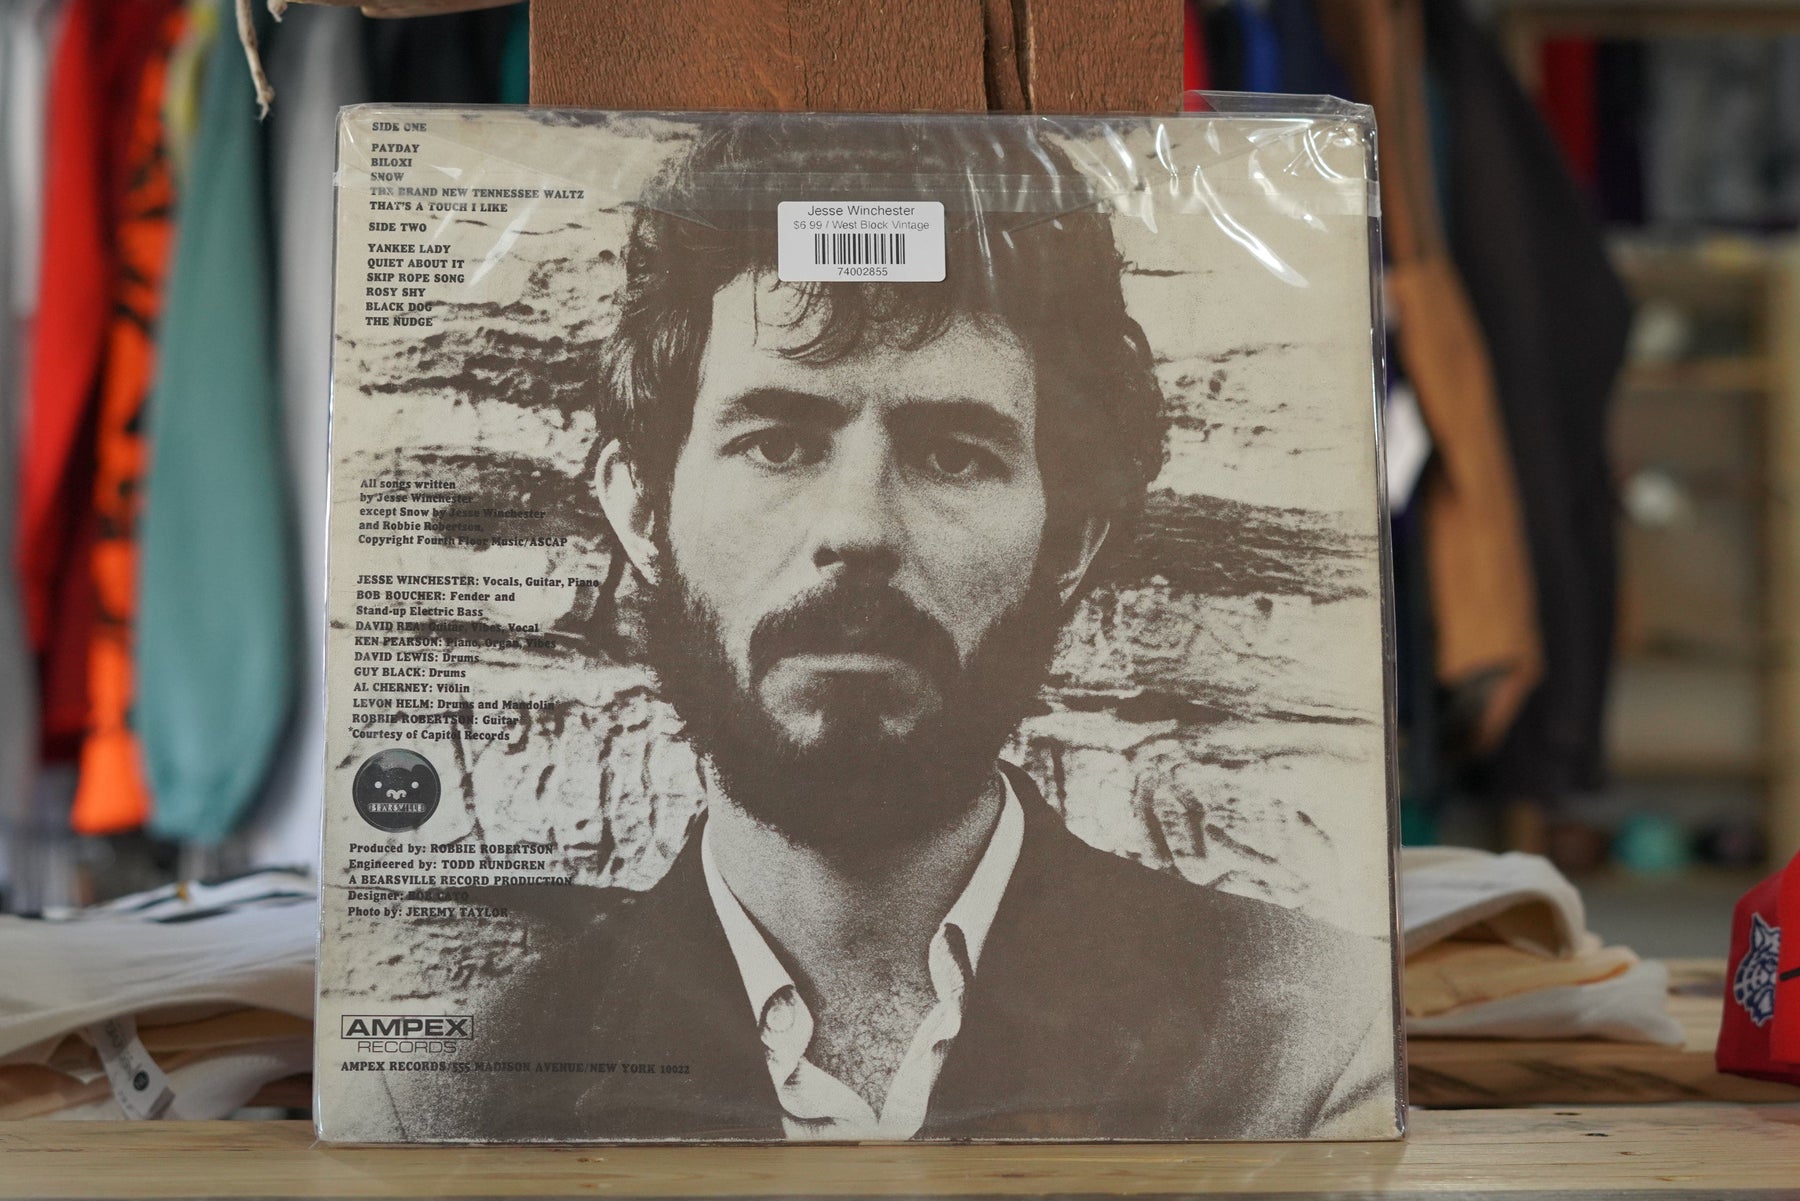 SIDE ONE
PAYDAY
BILOXI
SNOW
THE BRAND NEW TENNESSEE WALTZ
THAT'S A TOUCH I LIKE
SIDE TWO
YANKEE LADY
QUIET ABOUT IT
SKIP ROPE SONG
ROSY SHY
BLACK DOG
THE NUDGE
Jesse Winchester
$6.99 / West Block Vintage
74002855
All songs written
by Jesse Winchester
except Snow by Jesse Winchester
and Robbie Robertson.
Copyright Fourth Floor Music/ASCAP
JESSE WINCHESTER: Vocals, Guitar, Piano
BOB BOUCHER: Fender and
Stand-up Electric Bass
DAVID REA: Guitar, Vibes, Vocal
KEN PEARSON: Piano, Organ, Vibes
DAVID LEWIS: Drums
GUY BLACK: Drums
AL CHERNEY: Violin
LEVON HELM: Drums and Mandolin*
ROBBIE ROBERTSON: Guitar*
*Courtesy of Capitol Records
BEARSVILLE
Produced by: ROBBIE ROBERTSON
Engineered by: TODD RUNDGREN
A BEARSVILLE RECORD PRODUCTION
Designer: BOB CATO
Photo by: JEREMY TAYLOR
AMPEX
RECORDS
AMPEX RECORDS/555 MADISON AVENUE/NEW YORK 10022